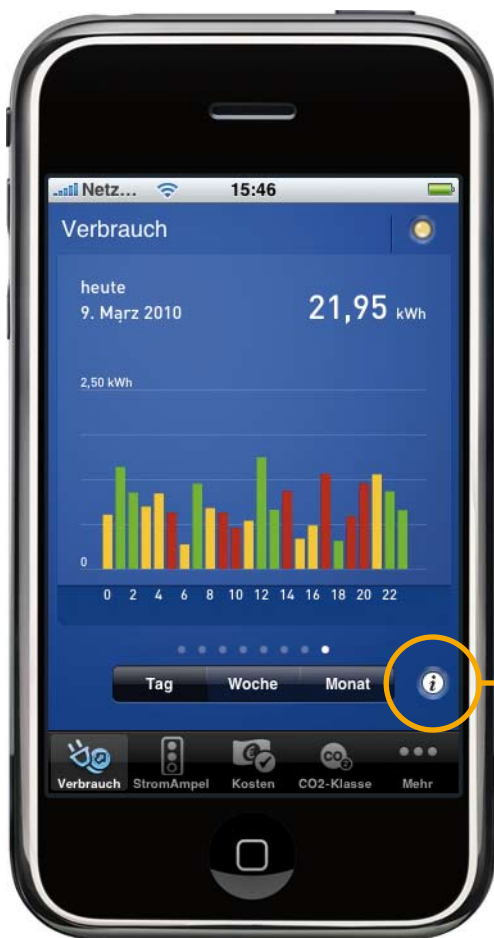 Netz... 15:46
Verbrauch
heute
9. März 2010 21,95 kWh
2,50 kWh
0
0 2 4 6 8 10 12 14 16 18 20 22
Tag Woche Monat i
Verbrauch StromAmpel Kosten CO2-Klasse Mehr